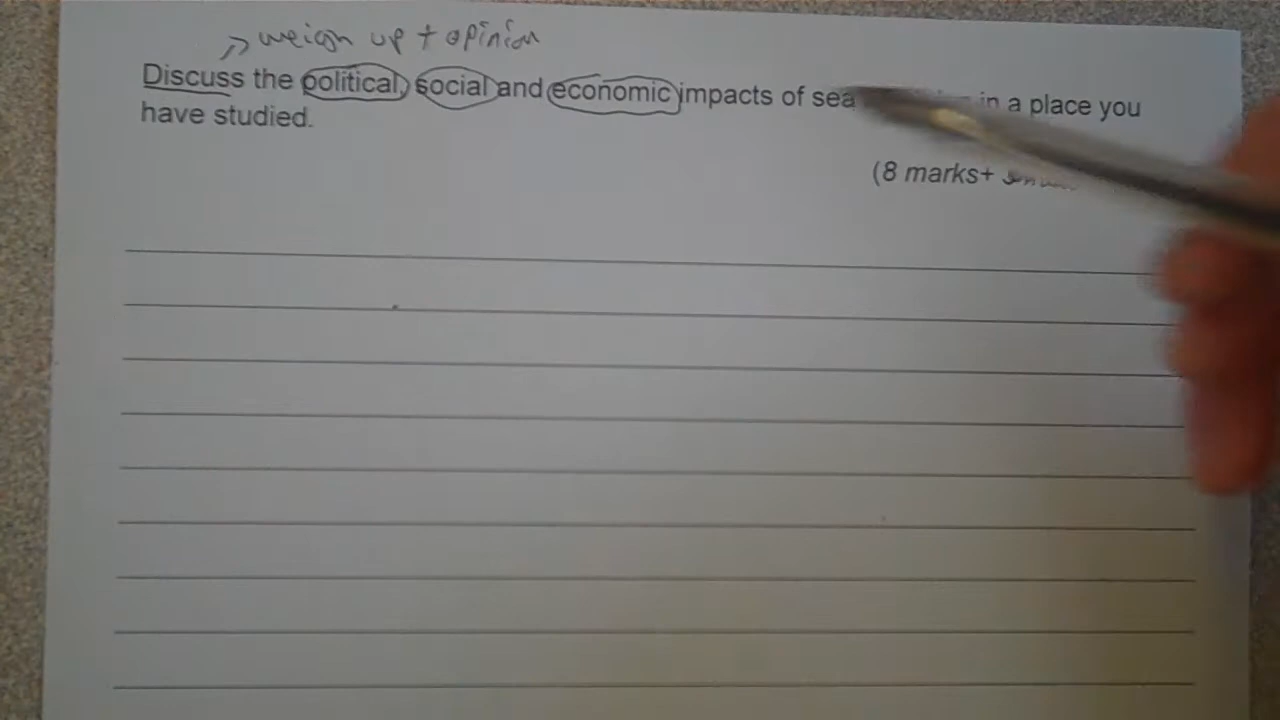 weigh up + opinion
Discuss the political, social and economic impacts of sea in a place you
have studied.
(8 marks+